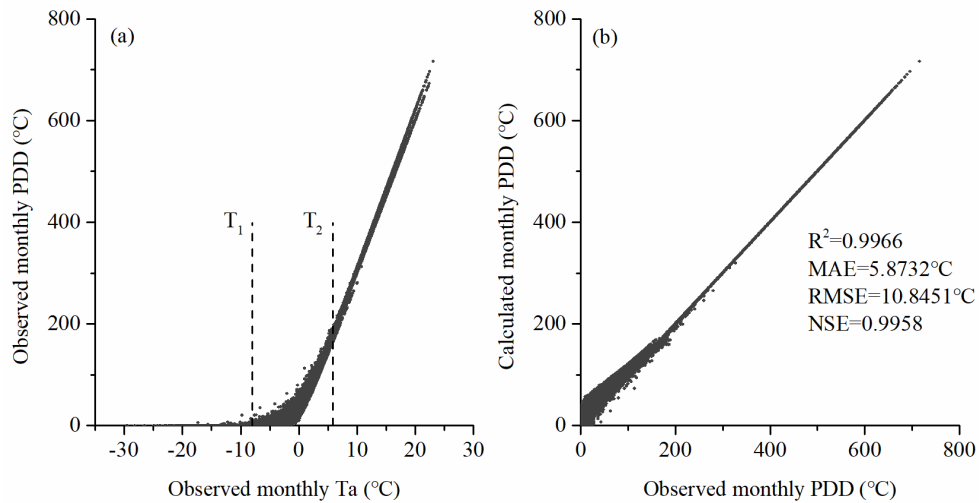 (a)
Observed monthly PDD (℃)
800
600
400
200
0
T1
T2
-30
-20
-10
0
10
20
Observed monthly Ta (℃)
(b)
Calculated monthly PDD (℃)
800
600
400
200
0
R²=0.9966
MAE=5.8732℃
RMSE=10.8451℃
NSE=0.9958
0
200
400
600
800
Observed monthly PDD (℃)